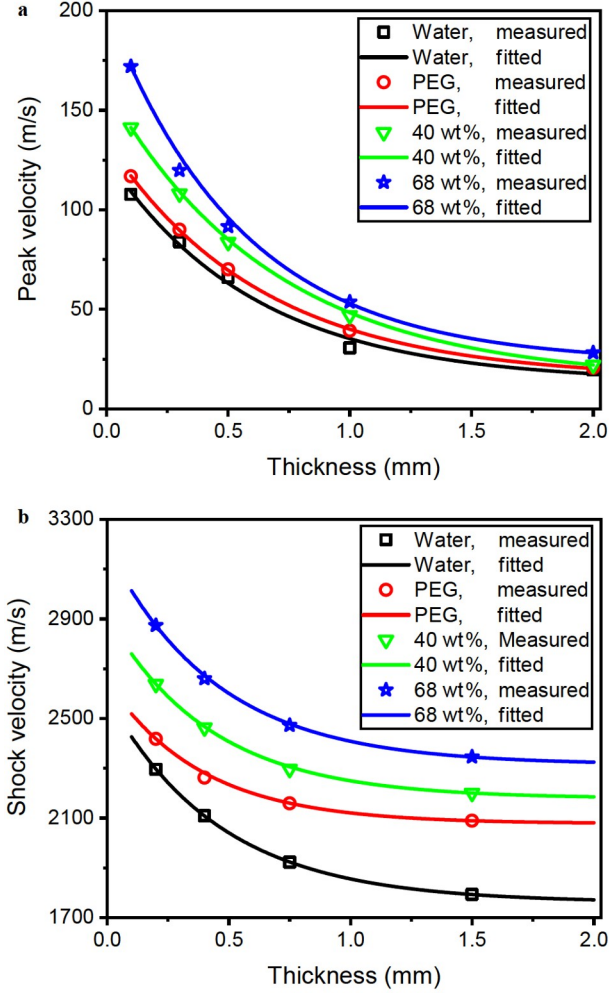 a
200
150
100
50
0
Peak velocity (m/s)
Water, measured
Water, fitted
PEG, measured
PEG, fitted
40 wt%, measured
40 wt%, fitted
68 wt%, measured
68 wt%, fitted
0.0 0.5 1.0 1.5 2.0
Thickness (mm)
b
3300
2900
2500
2100
1700
Shock velocity (m/s)
Water, measured
Water, fitted
PEG, measured
PEG, fitted
40 wt%, Measured
40 wt%, fitted
68 wt%, measured
68 wt%, fitted
0.0 0.5 1.0 1.5 2.0
Thickness (mm)